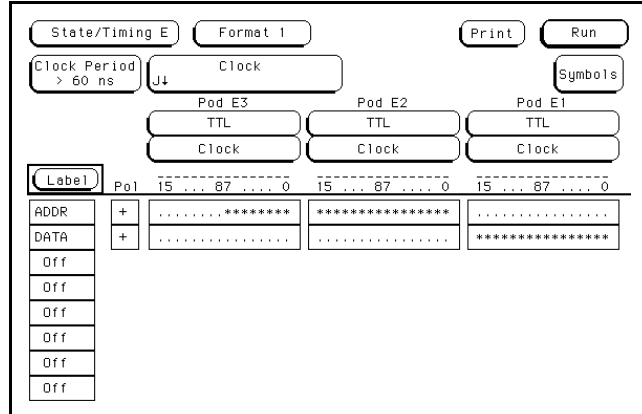 State/Timing E Format 1 Print Run
Clock Period
> 60 ns
Clock
J↓
Symbols
Pod E3 Pod E2 Pod E1
TTL TTL TTL
Clock Clock Clock
Label Pol 15 ... 87 .... 0 15 ... 87 .... 0 15 ... 87 .... 0
ADDR + ........******** **************** ................
DATA + ................ ................ ****************
Off
Off
Off
Off
Off
Off